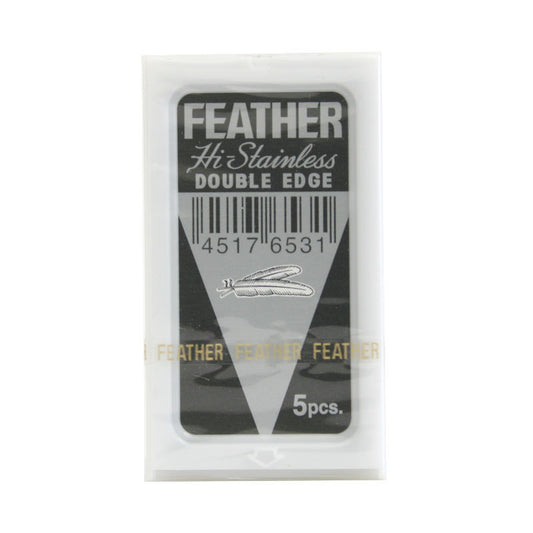 FEATHER
Hi-Stainless
DOUBLE EDGE
4517 6531
FEATHER FEATHER FEATHER
5pcs.